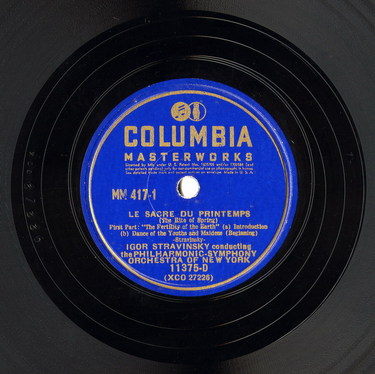 COLUMBIA
MASTERWORKS
MM 417-1
LE SACRE DU PRINTEMPS
(The Rite of Spring)
First Part: "The Fertility of the Earth" (a) Introduction
(b) Dance of the Youths and Maidens (Beginning)
-Stravinsky-
IGOR STRAVINSKY conducting
the PHILHARMONIC-SYMPHONY
ORCHESTRA OF NEW YORK
11375-D
(XCO 27226)